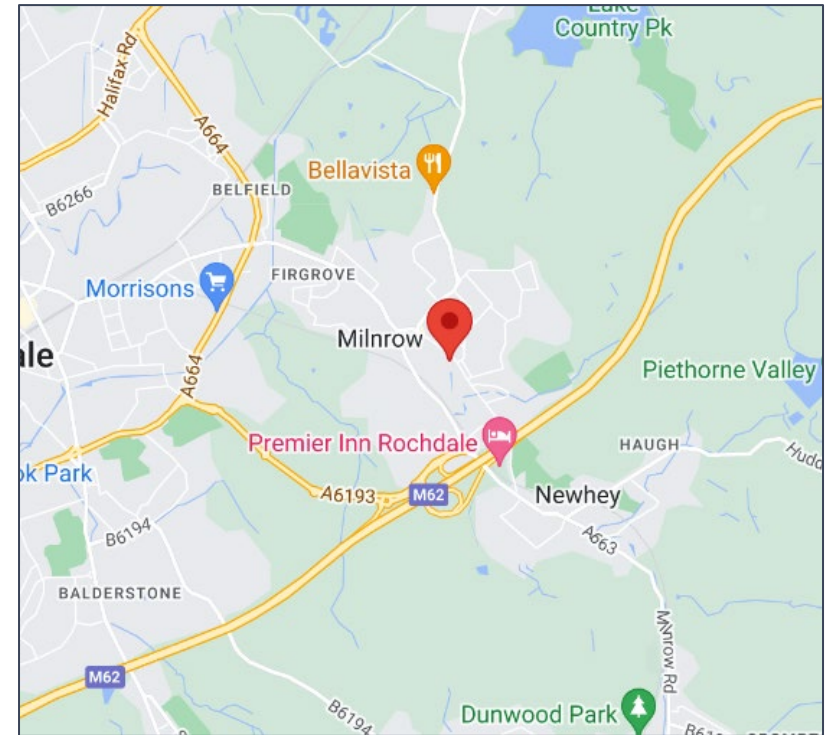 Lake
Country Pk
Halifax Rd
A664
Bellavista
BELFIELD
B6266
FIRGROVE
Morrisons
Milnrow
ale
A664
Piethorne Valley
Premier Inn Rochdale
HAUGH
Hudd
ok Park
A6193
M62
Newhey
B6194
A663
BALDERSTONE
Milnrow Rd
M62
B6194
Dunwood Park